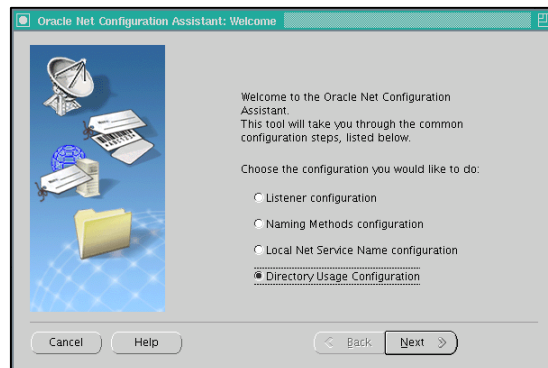 Oracle Net Configuration Assistant: Welcome
Welcome to the Oracle Net Configuration
Assistant.
This tool will take you through the common
configuration steps, listed below.
Choose the configuration you would like to do:
Listener configuration
Naming Methods configuration
Local Net Service Name configuration
Directory Usage Configuration
Cancel
Help
Back
Next